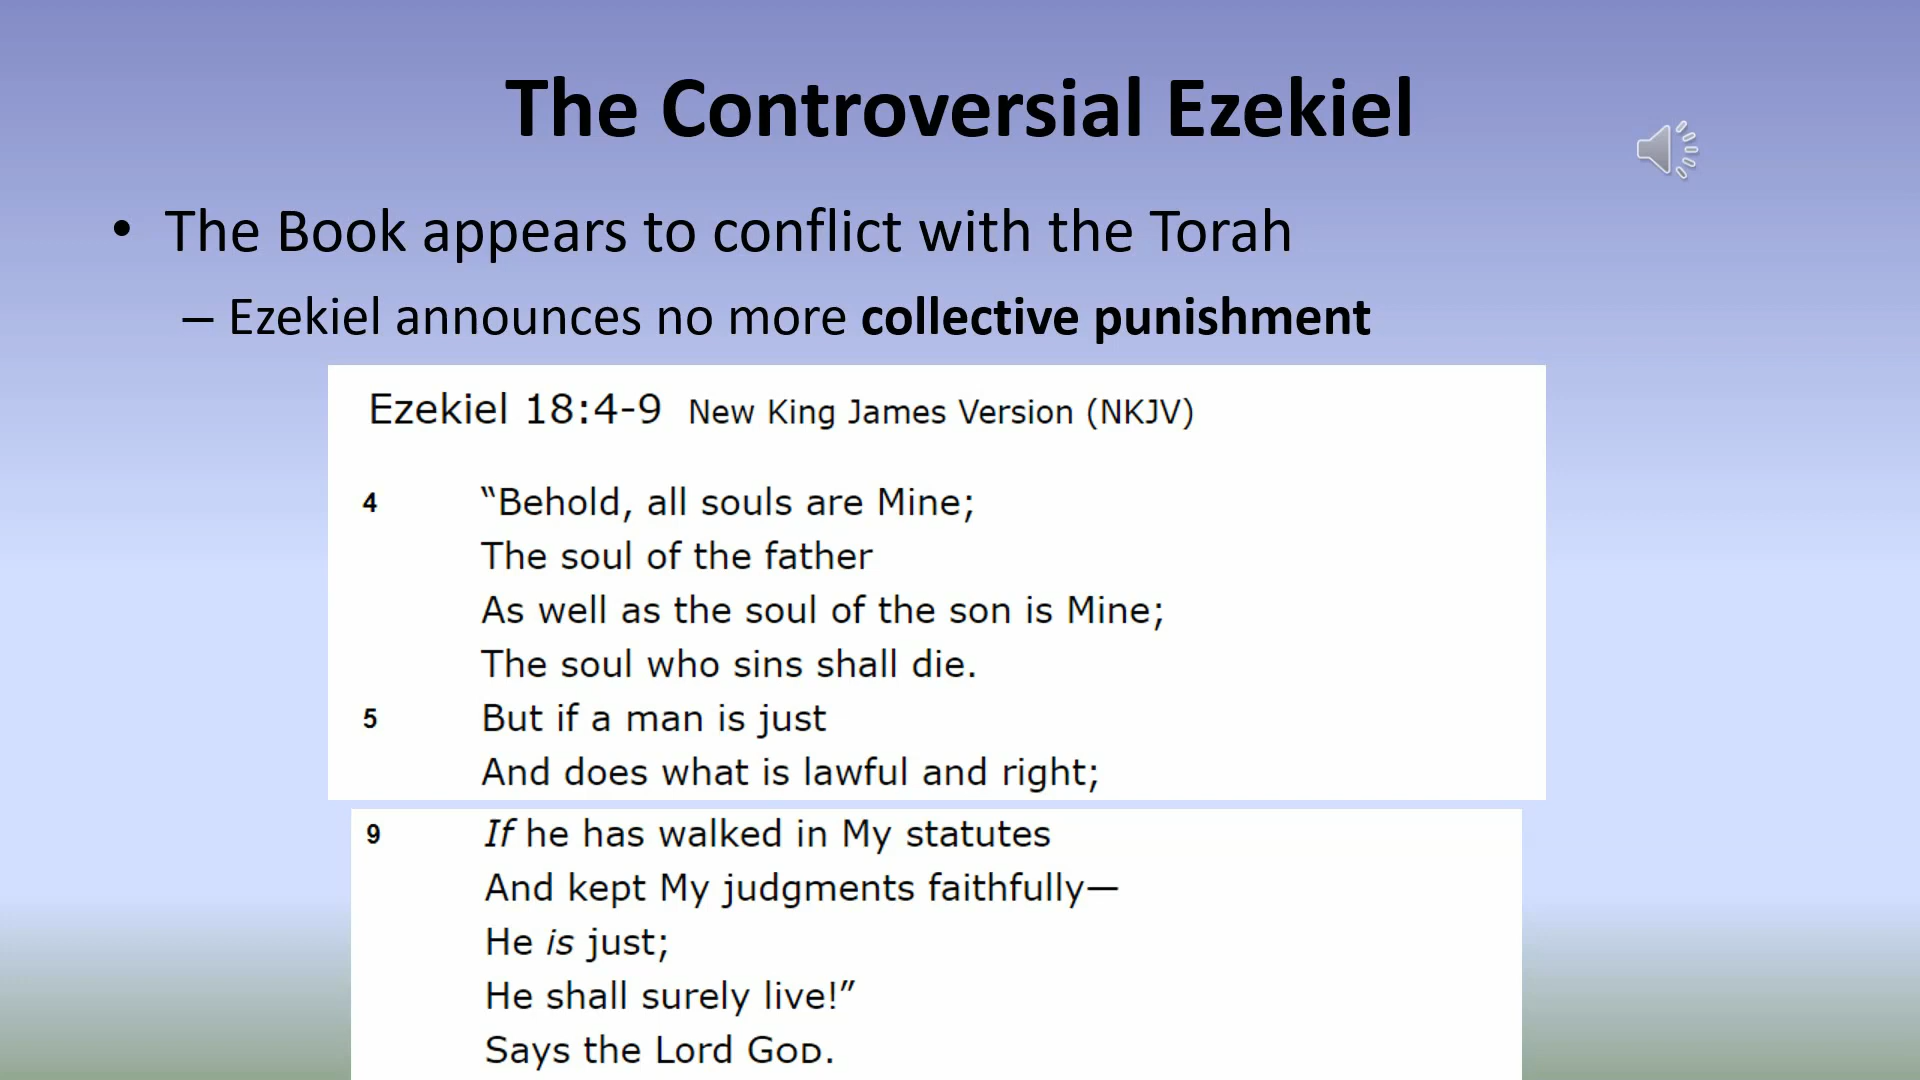 The Controversial Ezekiel
• The Book appears to conflict with the Torah
– Ezekiel announces no more collective punishment
Ezekiel 18:4-9 New King James Version (NKJV)
4 “Behold, all souls are Mine;
The soul of the father
As well as the soul of the son is Mine;
The soul who sins shall die.
5 But if a man is just
And does what is lawful and right;
9 If he has walked in My statutes
And kept My judgments faithfully—
He is just;
He shall surely live!”
Says the Lord GOD.